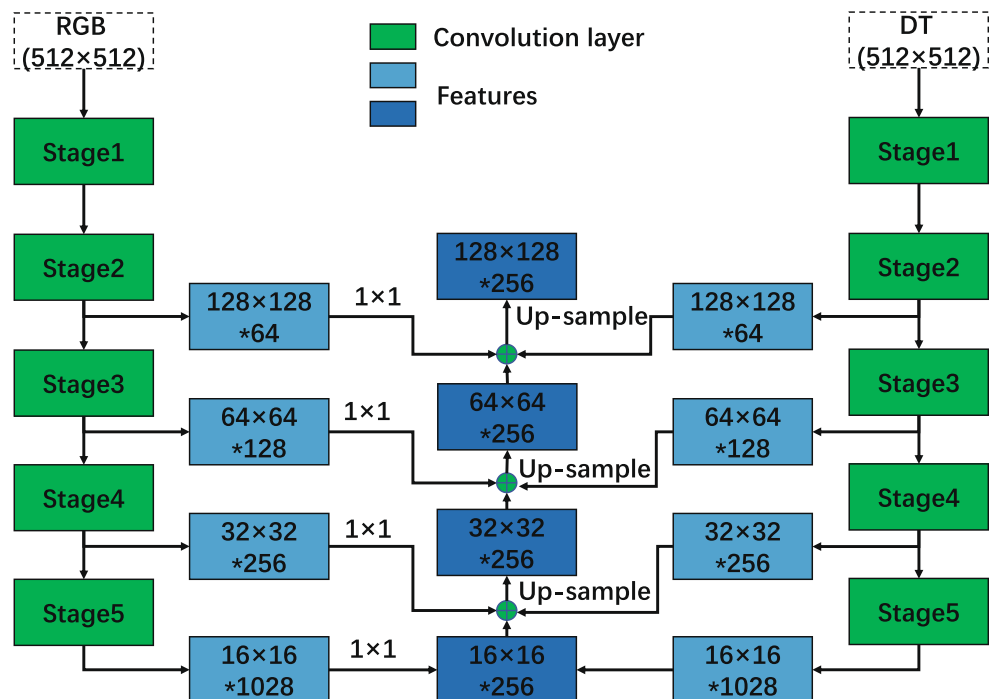 RGB
(512×512)
Convolution layer
Features
DT
(512×512)
Stage1
Stage1
Stage2
128×128
*256
Stage2
128×128
*64
1×1
Up-sample
128×128
*64
Stage3
64×64
*256
Stage3
64×64
*128
1×1
Up-sample
64×64
*128
Stage4
32×32
*256
Stage4
32×32
*256
1×1
Up-sample
32×32
*256
Stage5
Stage5
16×16
*1028
1×1
16×16
*256
16×16
*1028